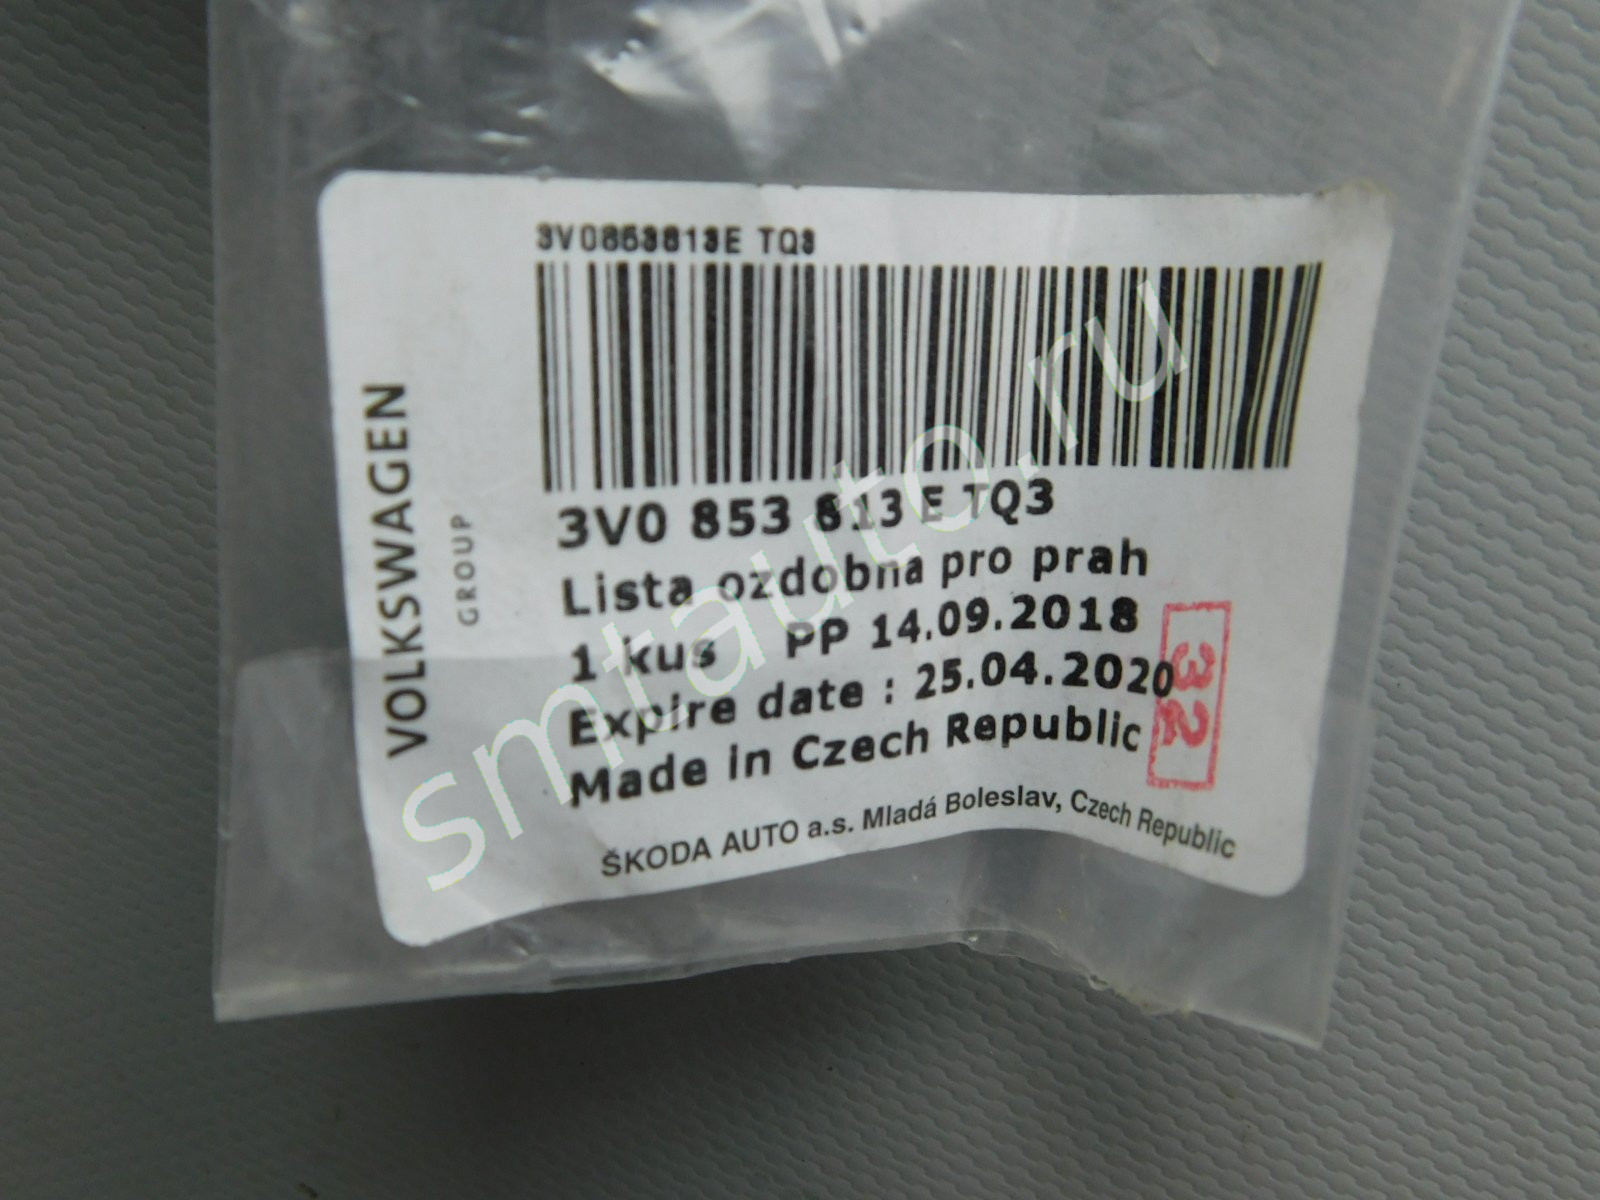 3V0853813E TQ3
VOLKSWAGEN
GROUP
3V0 853 813 E TQ3
Lista ozdobna pro prah
1 kus PP 14.09.2018
Expire date : 25.04.2020
Made in Czech Republic
32
ŠKODA AUTO a.s. Mladá Boleslav, Czech Republic
smtauto.ru